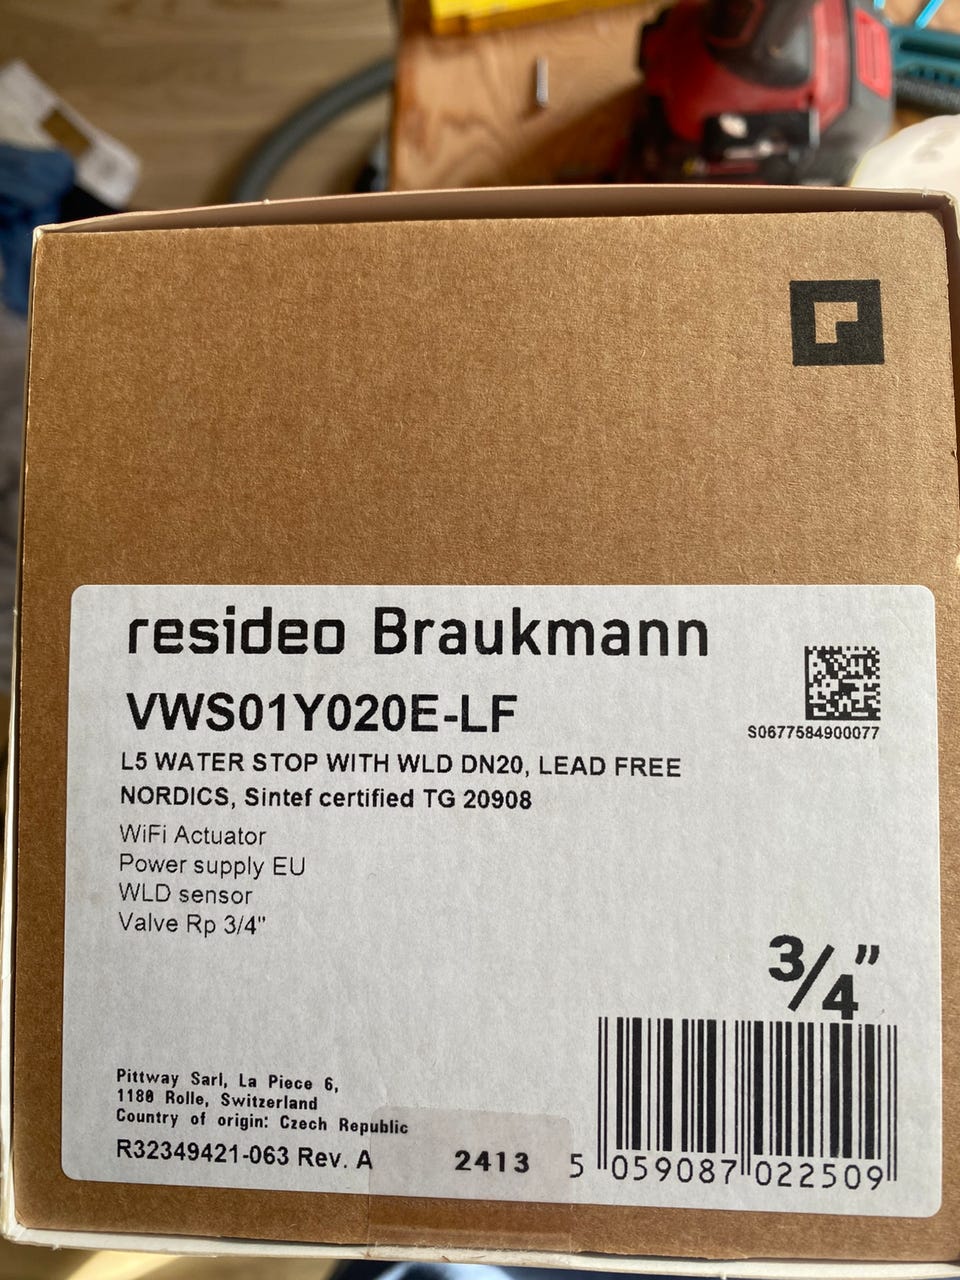 resideo Braukmann
VWS01Y020E-LF
S0677584900077
L5 WATER STOP WITH WLD DN20, LEAD FREE
NORDICS, Sintef certified TG 20908
WiFi Actuator
Power supply EU
WLD sensor
Valve Rp 3/4"
3/4”
Pittway Sarl, La Piece 6,
1180 Rolle, Switzerland
Country of origin: Czech Republic
R32349421-063 Rev. A
2413
5 059087 022509